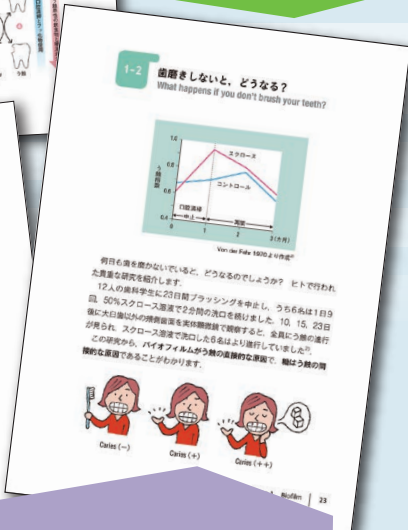 1-2 歯磨きしないと、どうなる?
What happens if you don't brush your teeth?
1.0
0.8
0.6
0.4
う蝕指数
スクロース
コントロール
口腔清掃
中止
再開
0 1 2 3(カ月)
Von der Fehr 1970より作成
何日も歯を磨かないでいると、どうなるのでしょうか? ヒトで行われ
た貴重な研究を紹介します.
12人の歯科学生に23日間ブラッシングを中止し、うち6名は1日9
回、50%スクロース溶液で2分間の洗口を続けました. 10、15、23日
後に大臼歯以外の頬側歯面を実体顕微鏡で観察すると、全員にう蝕の進行
が見られ、スクロース溶液で洗口した6名はより進行していました
この研究から、バイオフィルムがう蝕の直接的な原因で、糖はう蝕の間
接的な原因であることがわかります.
Caries (−)
Caries (+)
Caries (++)
Biofilm | 23